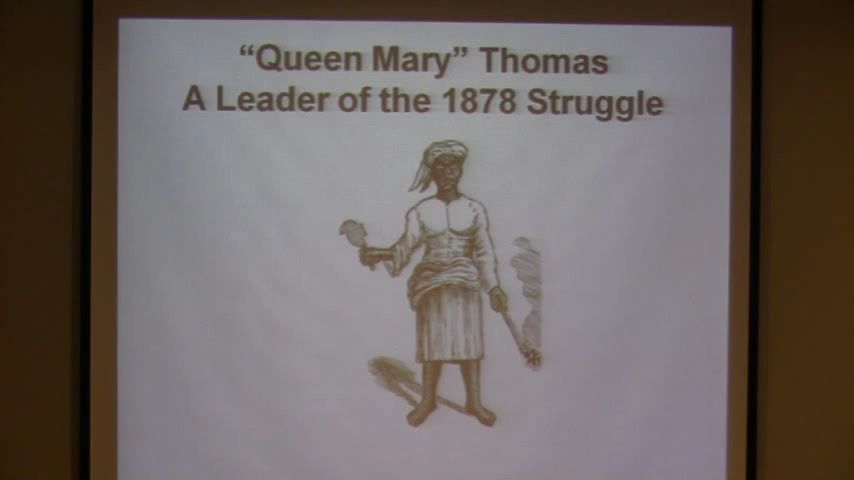 “Queen Mary” Thomas
A Leader of the 1878 Struggle